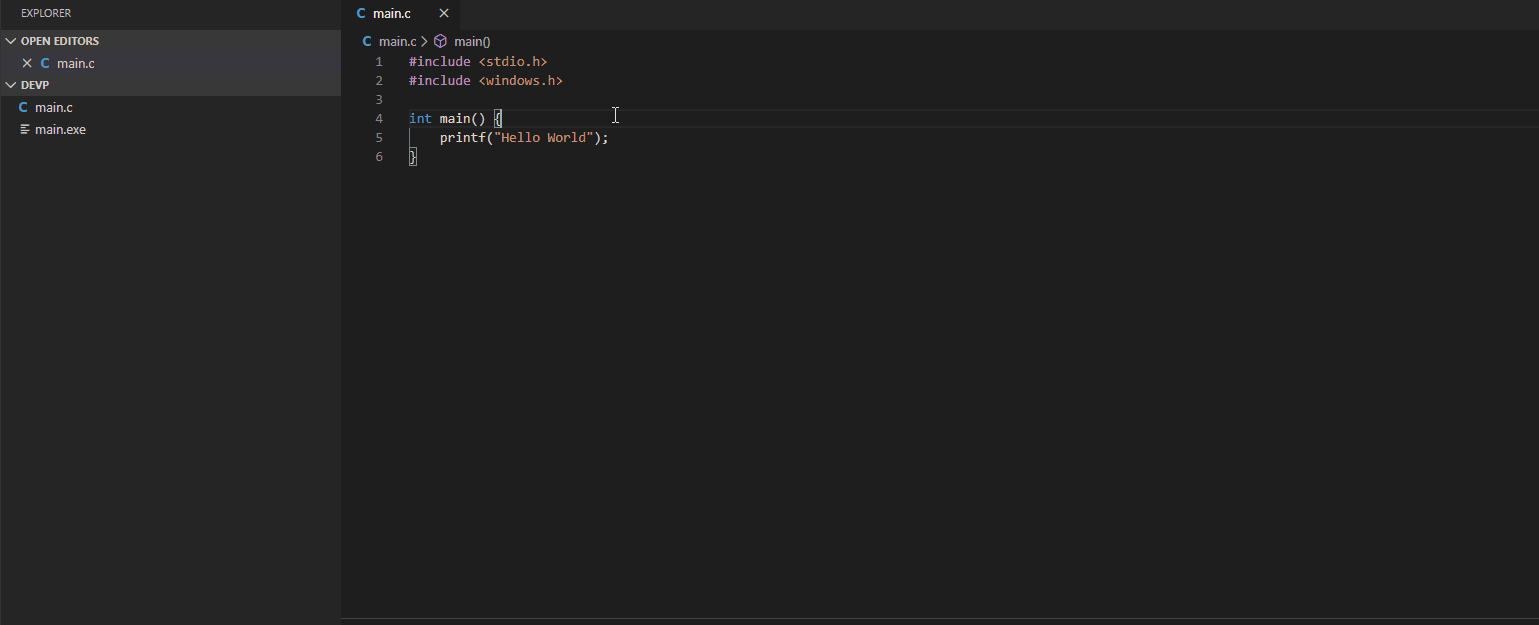 EXPLORER
OPEN EDITORS
C main.c
DEVP
C main.c
main.exe
C main.c
C main.c > main()
1 #include <stdio.h>
2 #include <windows.h>
3
4 int main() {
5 printf("Hello World");
6 }